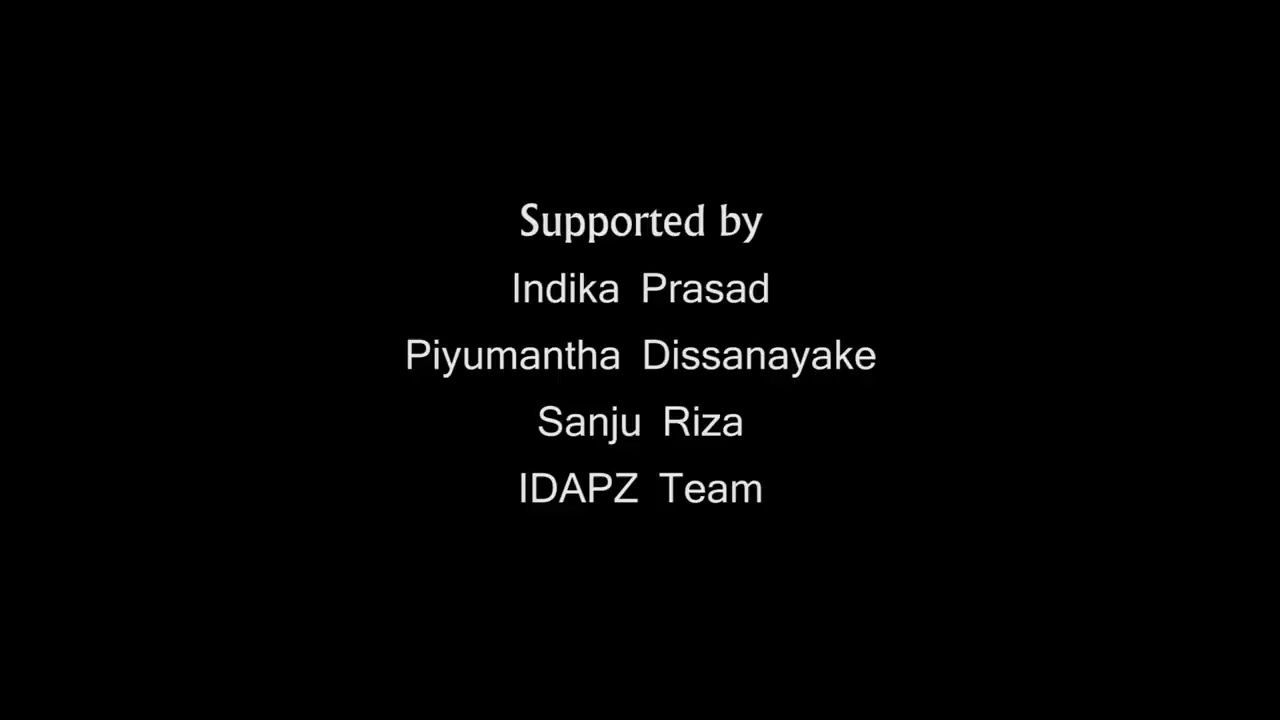 Supported by
Indika Prasad
Piyumantha Dissanayake
Sanju Riza
IDAPZ Team